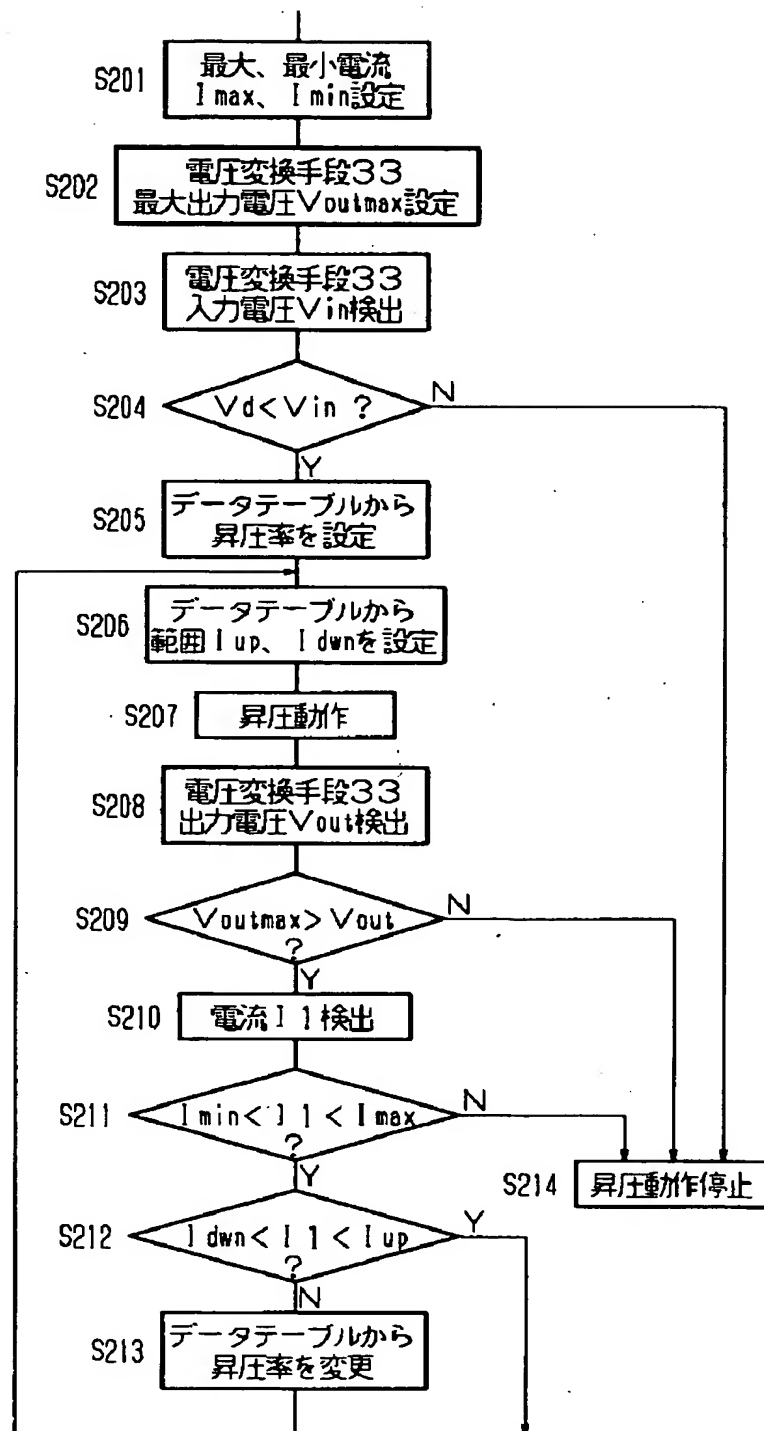 S201
最大、最小電流
Imax、Imin設定
S202
電圧変換手段33
最大出力電圧Voutmax設定
S203
電圧変換手段33
入力電圧Vin検出
S204
Vd<Vin ?
N
Y
S205
データテーブルから
昇圧率を設定
S206
データテーブルから
範囲Iup、Idwnを設定
S207
昇圧動作
S208
電圧変換手段33
出力電圧Vout検出
S209
Voutmax>Vout
?
N
Y
S210
電流I1検出
S211
Imin<I1<Imax
?
N
Y
S214
昇圧動作停止
S212
Idwn<I1<Iup
?
Y
N
S213
データテーブルから
昇圧率を変更